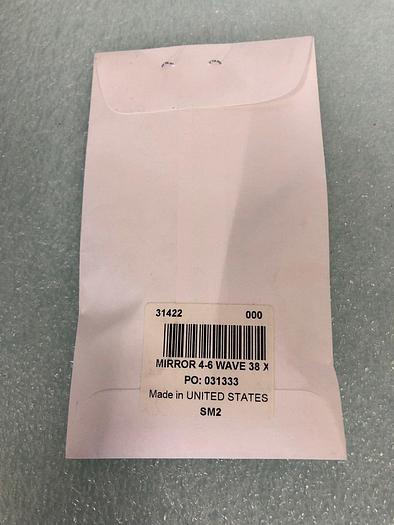 31422 000
MIRROR 4-6 WAVE 38 X
PO: 031333
Made in UNITED STATES
SM2